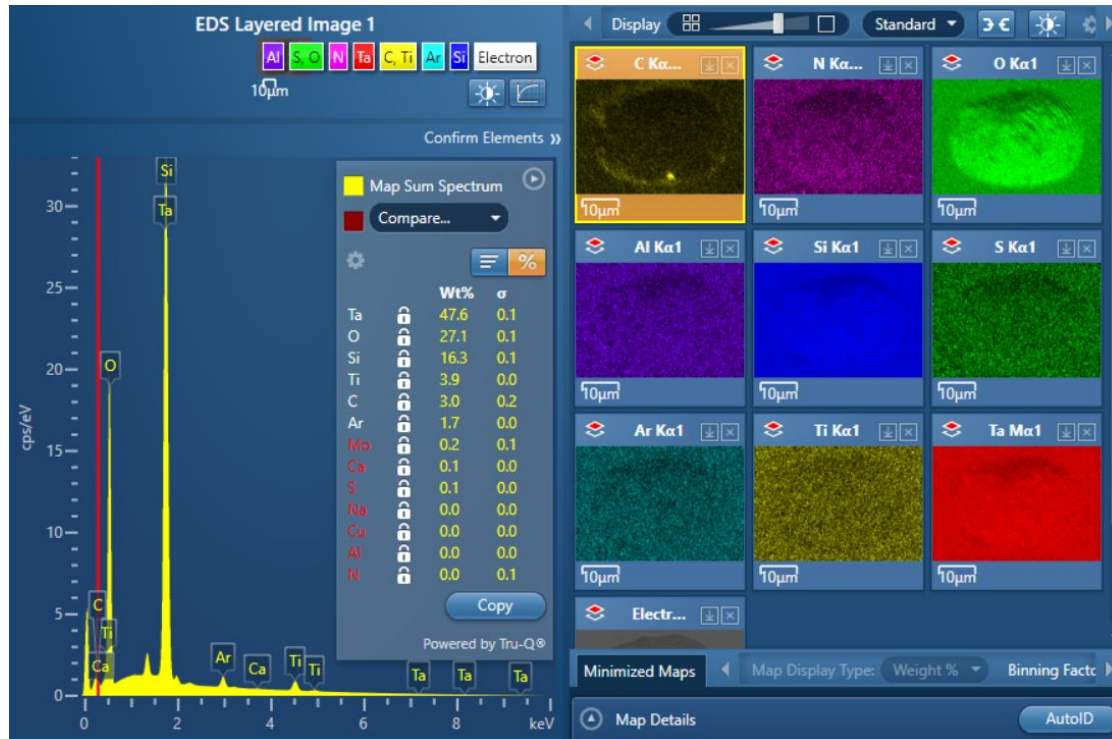 EDS Layered Image 1
Al S, O N Ta C, Ti Ar Si Electron
10µm
Confirm Elements »
30
25
20
15
10
5
0
cps/eV
0 2 4 6 8 keV
Si
Ta
O
C
Ti
Ca
Ar
Ca
Ti
Ti
Ta
Ta
Ta
Map Sum Spectrum
Compare...
%
Wt% σ
Ta 47.6 0.1
O 27.1 0.1
Si 16.3 0.1
Ti 3.9 0.0
C 3.0 0.2
Ar 1.7 0.0
Mo 0.2 0.1
Ca 0.1 0.0
S 0.1 0.0
Na 0.0 0.0
Cu 0.0 0.0
Al 0.0 0.0
N 0.0 0.1
Copy
Powered by Tru-Q®
Display Standard
C Kα... N Kα... O Kα1
10µm 10µm 10µm
Al Kα1 Si Kα1 S Kα1
10µm 10µm 10µm
Ar Kα1 Ti Kα1 Ta Mα1
10µm 10µm 10µm
Electr...
Minimized Maps Map Display Type: Weight % Binning Factc
Map Details AutoID